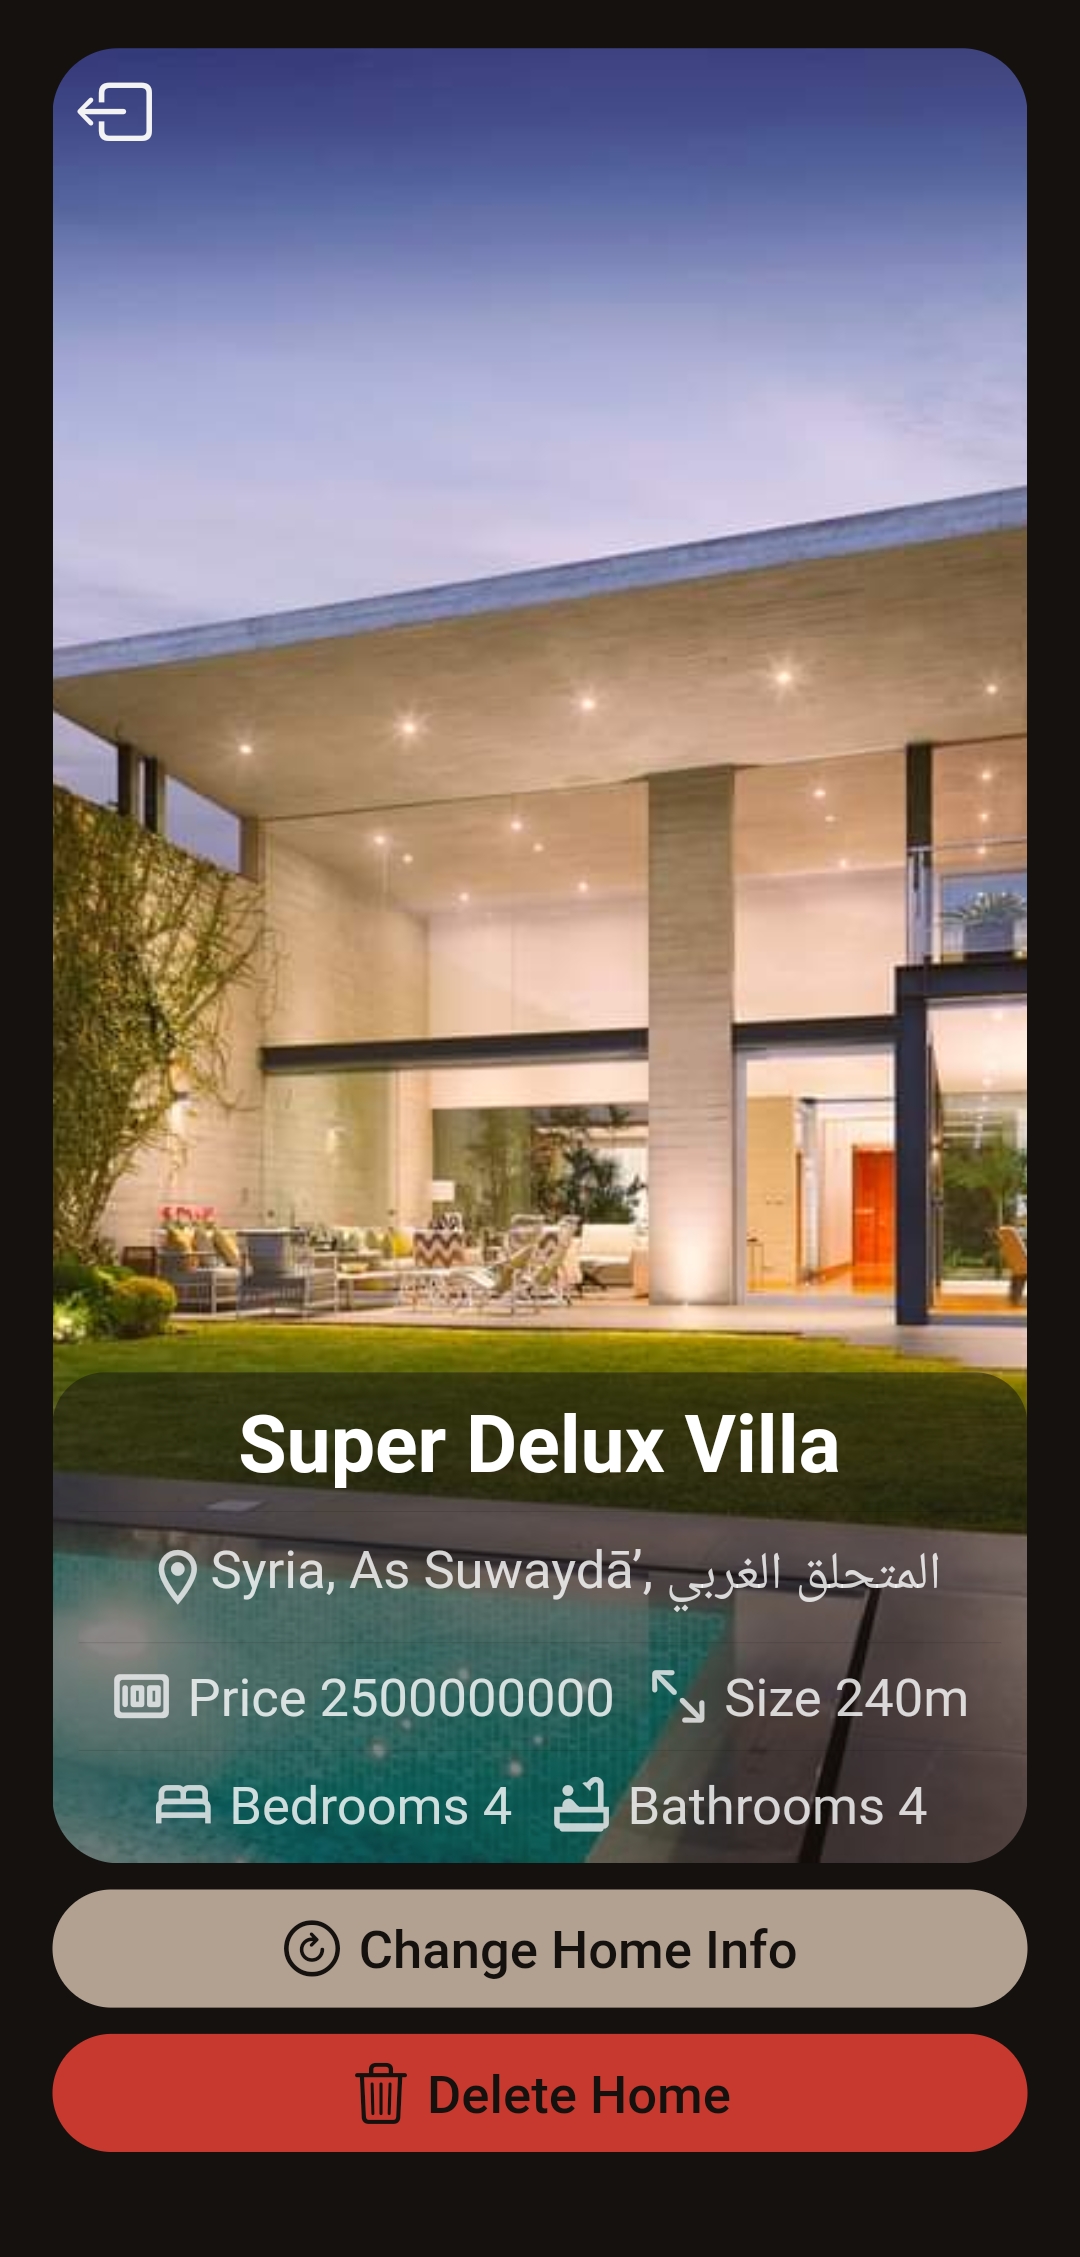 Super Delux Villa
Syria, As Suwaydā’, المتحلق الغربي
Price 2500000000 Size 240m
Bedrooms 4 Bathrooms 4
Change Home Info
Delete Home